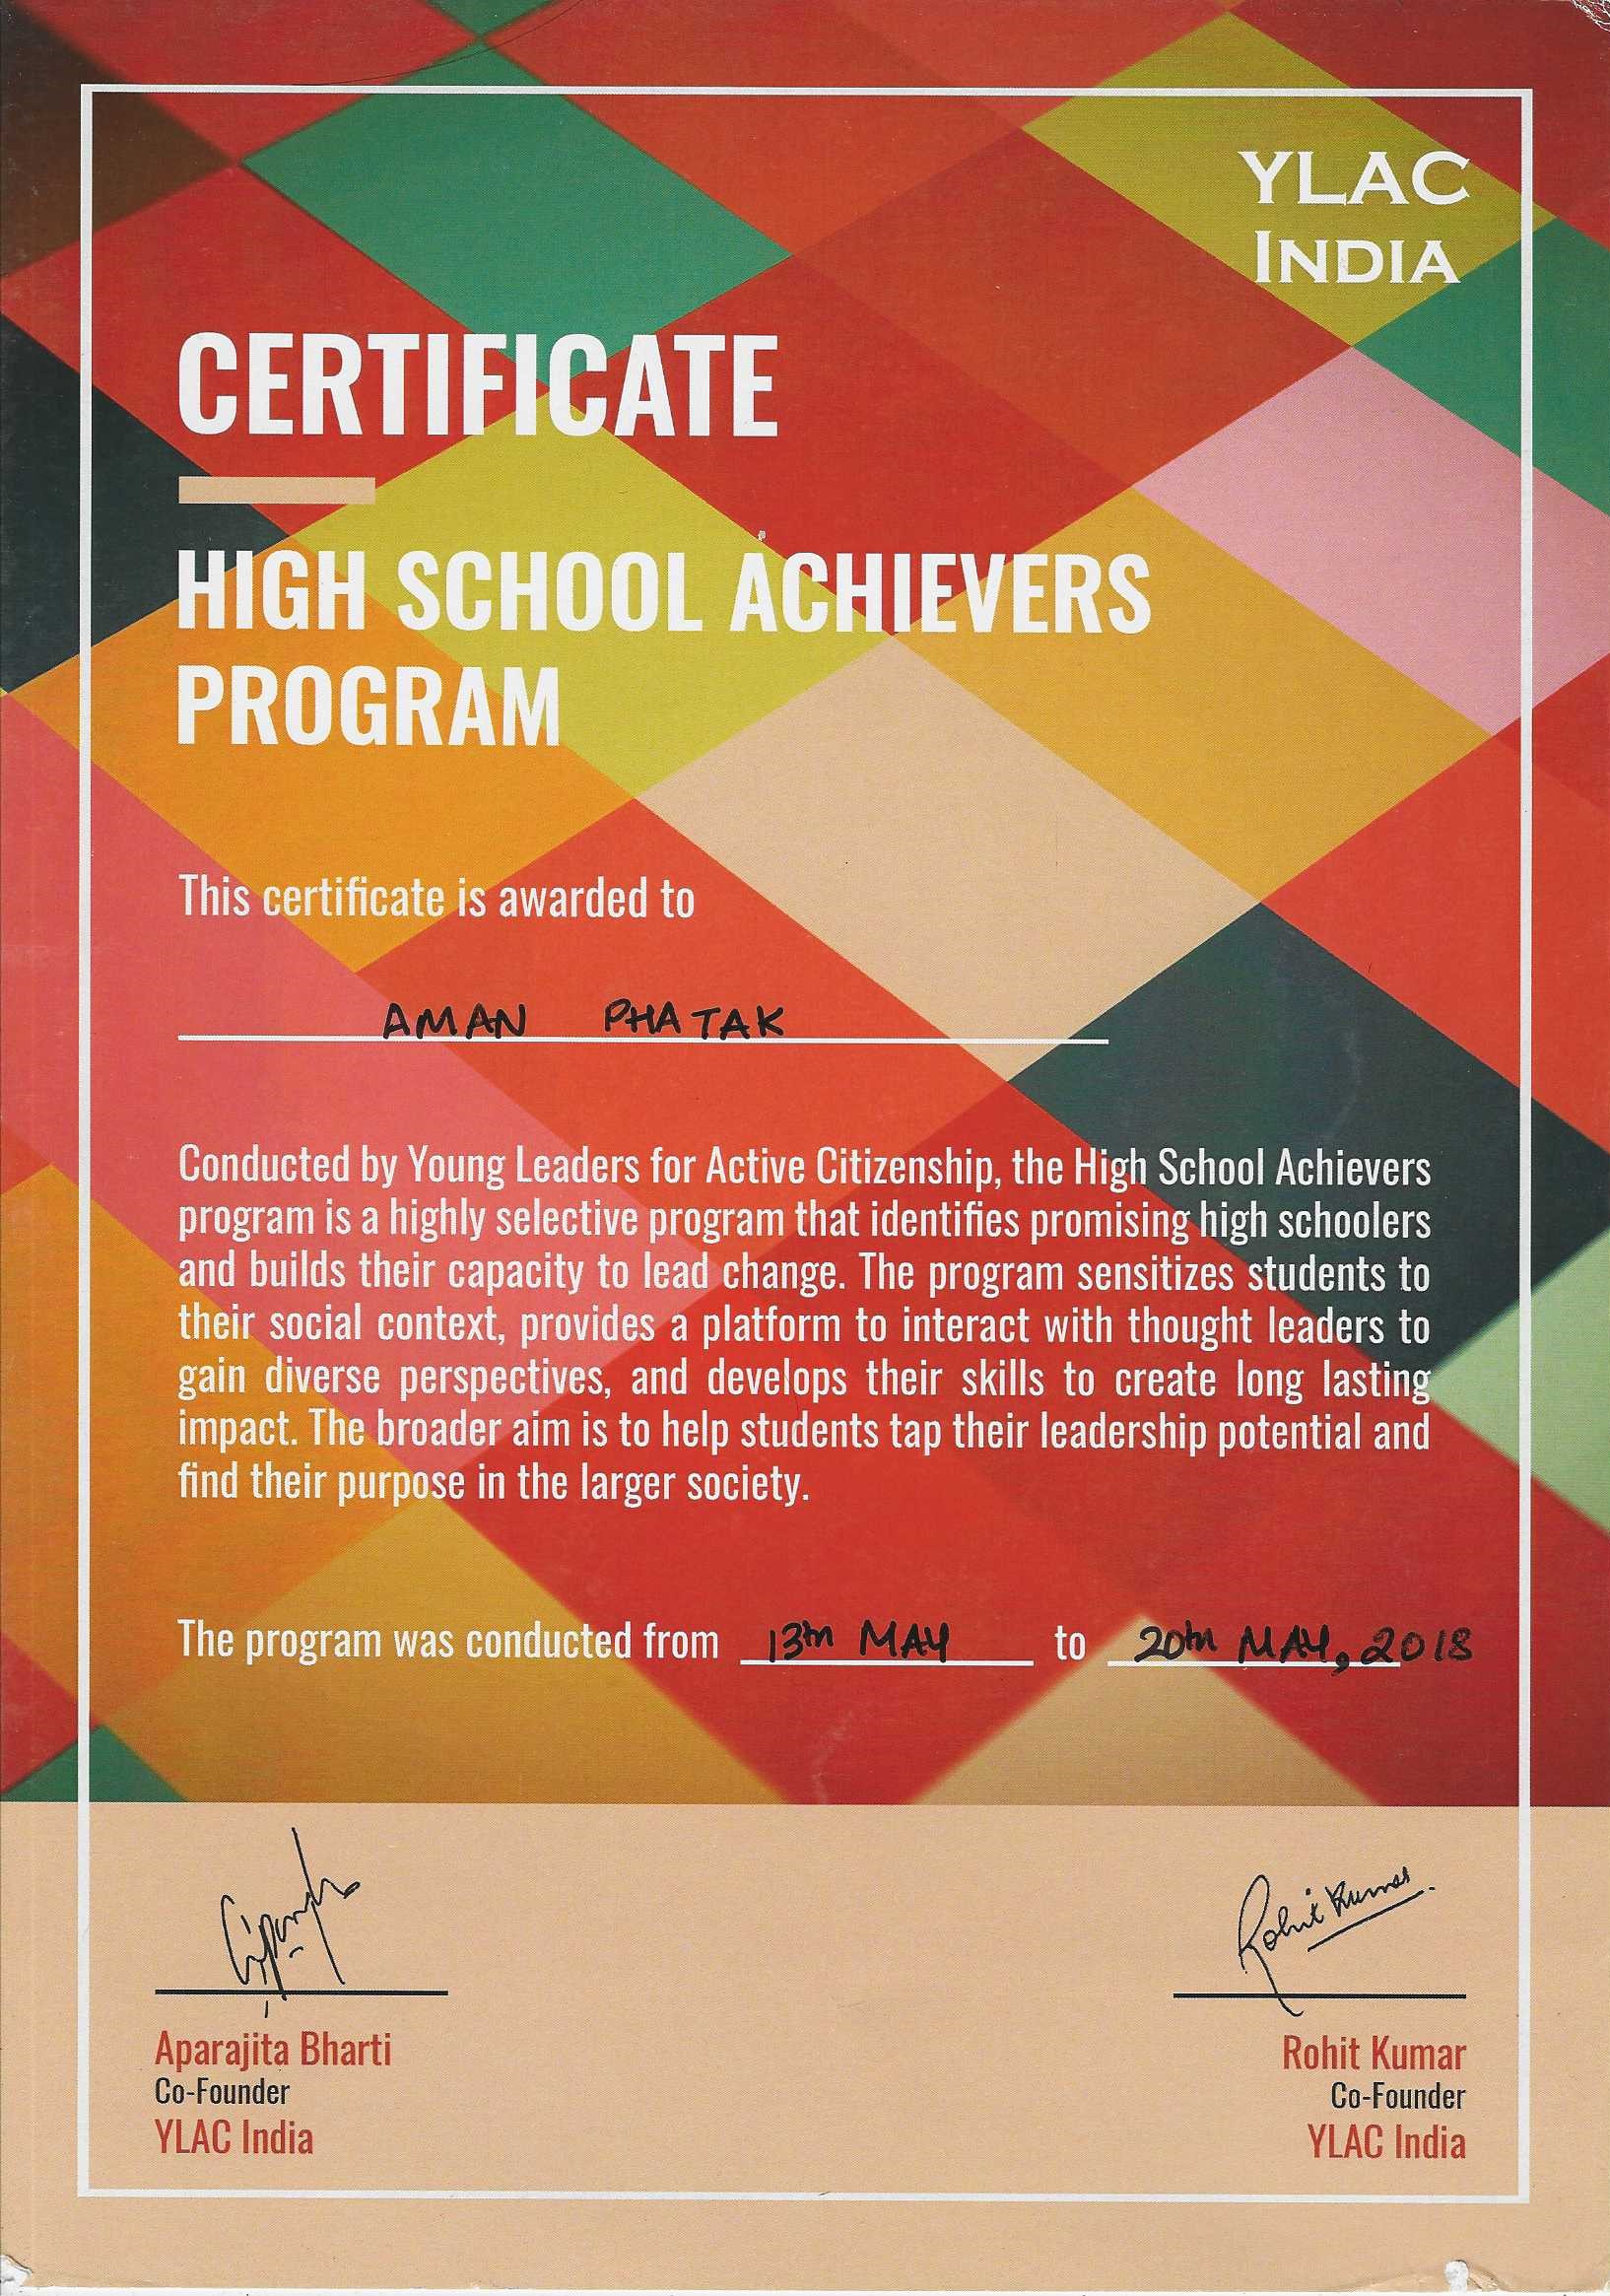 YLAC
INDIA
CERTIFICATE
HIGH SCHOOL ACHIEVERS
PROGRAM
This certificate is awarded to
AMAN PHATAK
Conducted by Young Leaders for Active Citizenship, the High School Achievers
program is a highly selective program that identifies promising high schoolers
and builds their capacity to lead change. The program sensitizes students to
their social context, provides a platform to interact with thought leaders to
gain diverse perspectives, and develops their skills to create long lasting
impact. The broader aim is to help students tap their leadership potential and
find their purpose in the larger society.
The program was conducted from 13th MAY to 20th MAY, 2018
Rohit Kumar
Aparajita Bharti
Co-Founder
YLAC India
Rohit Kumar
Co-Founder
YLAC India